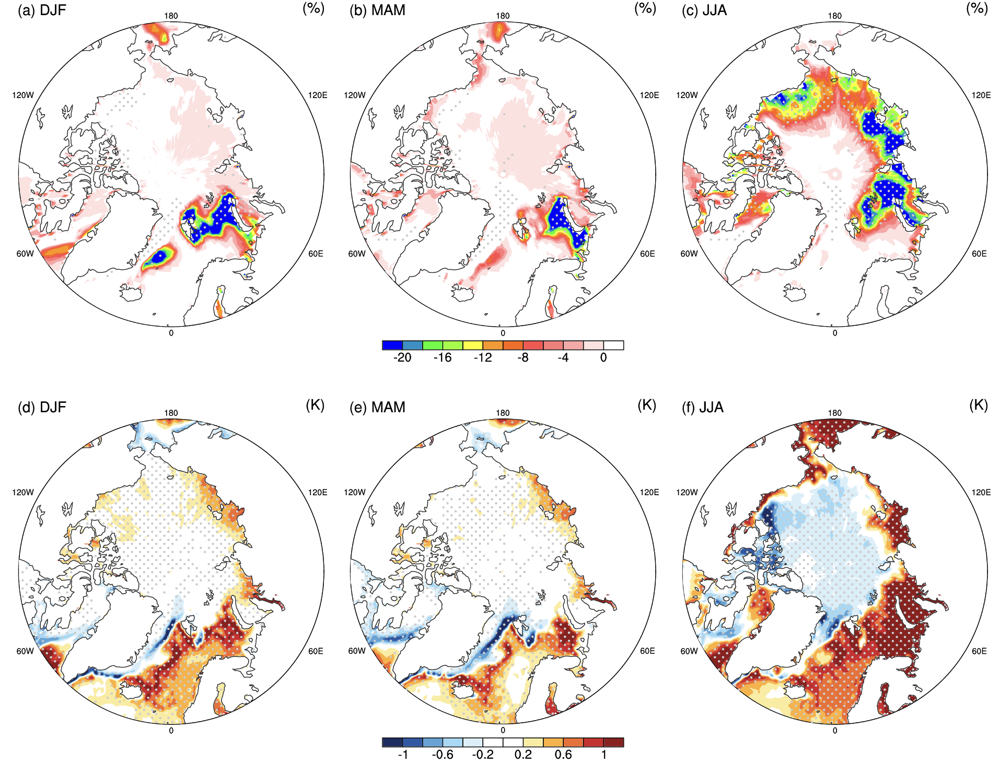 (a) DJF (%) (b) MAM (%) (c) JJA (%)
180 180 180
120W 120E 120W 120E 120W 120E
60W 60E 60W 60E 60W 60E
0 0 0
-20 -16 -12 -8 -4 0
(d) DJF (K) (e) MAM (K) (f) JJA (K)
180 180 180
120W 120E 120W 120E 120W 120E
60W 60E 60W 60E 60W 60E
0 0 0
-1 -0.6 -0.2 0.2 0.6 1